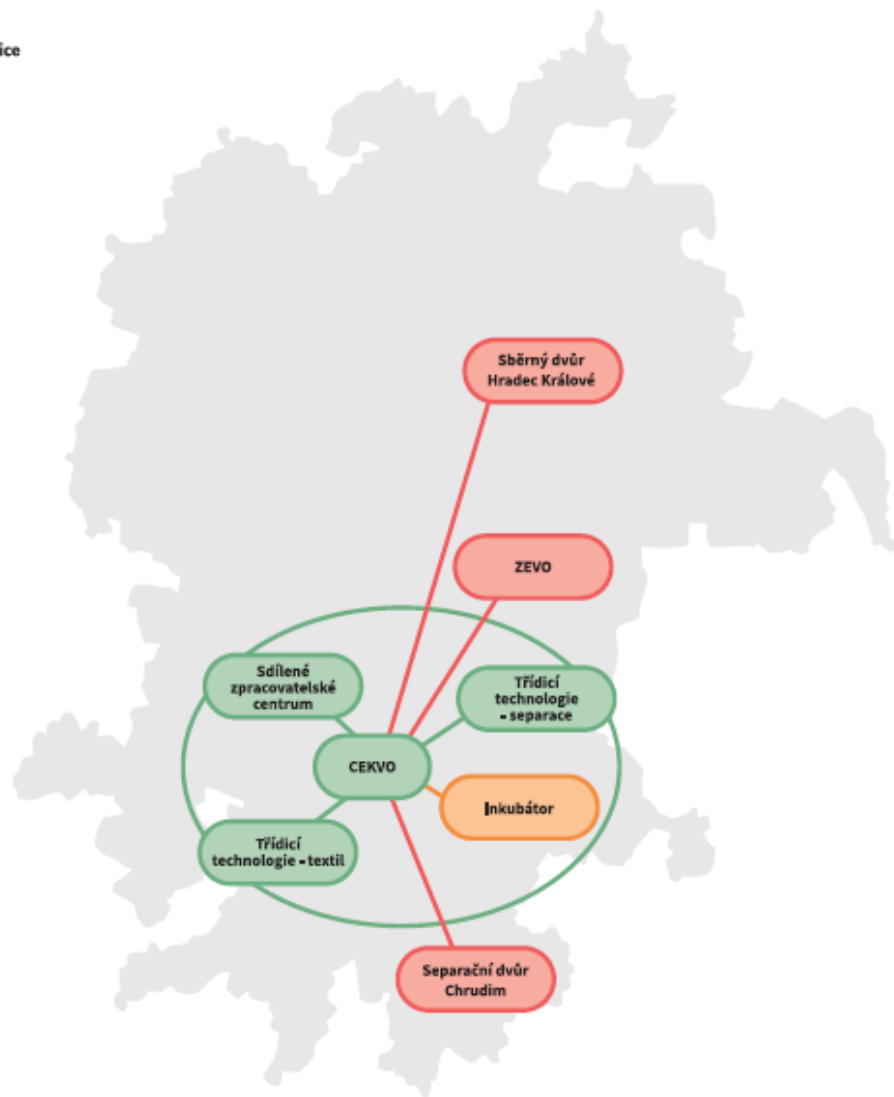 ice
Sběrný dvůr
Hradec Králové
ZEVO
Sdílené
zpracovatelské
centrum
Třídicí
technologie
- separace
CEKVO
Inkubátor
Třídicí
technologie - textil
Separační dvůr
Chrudim